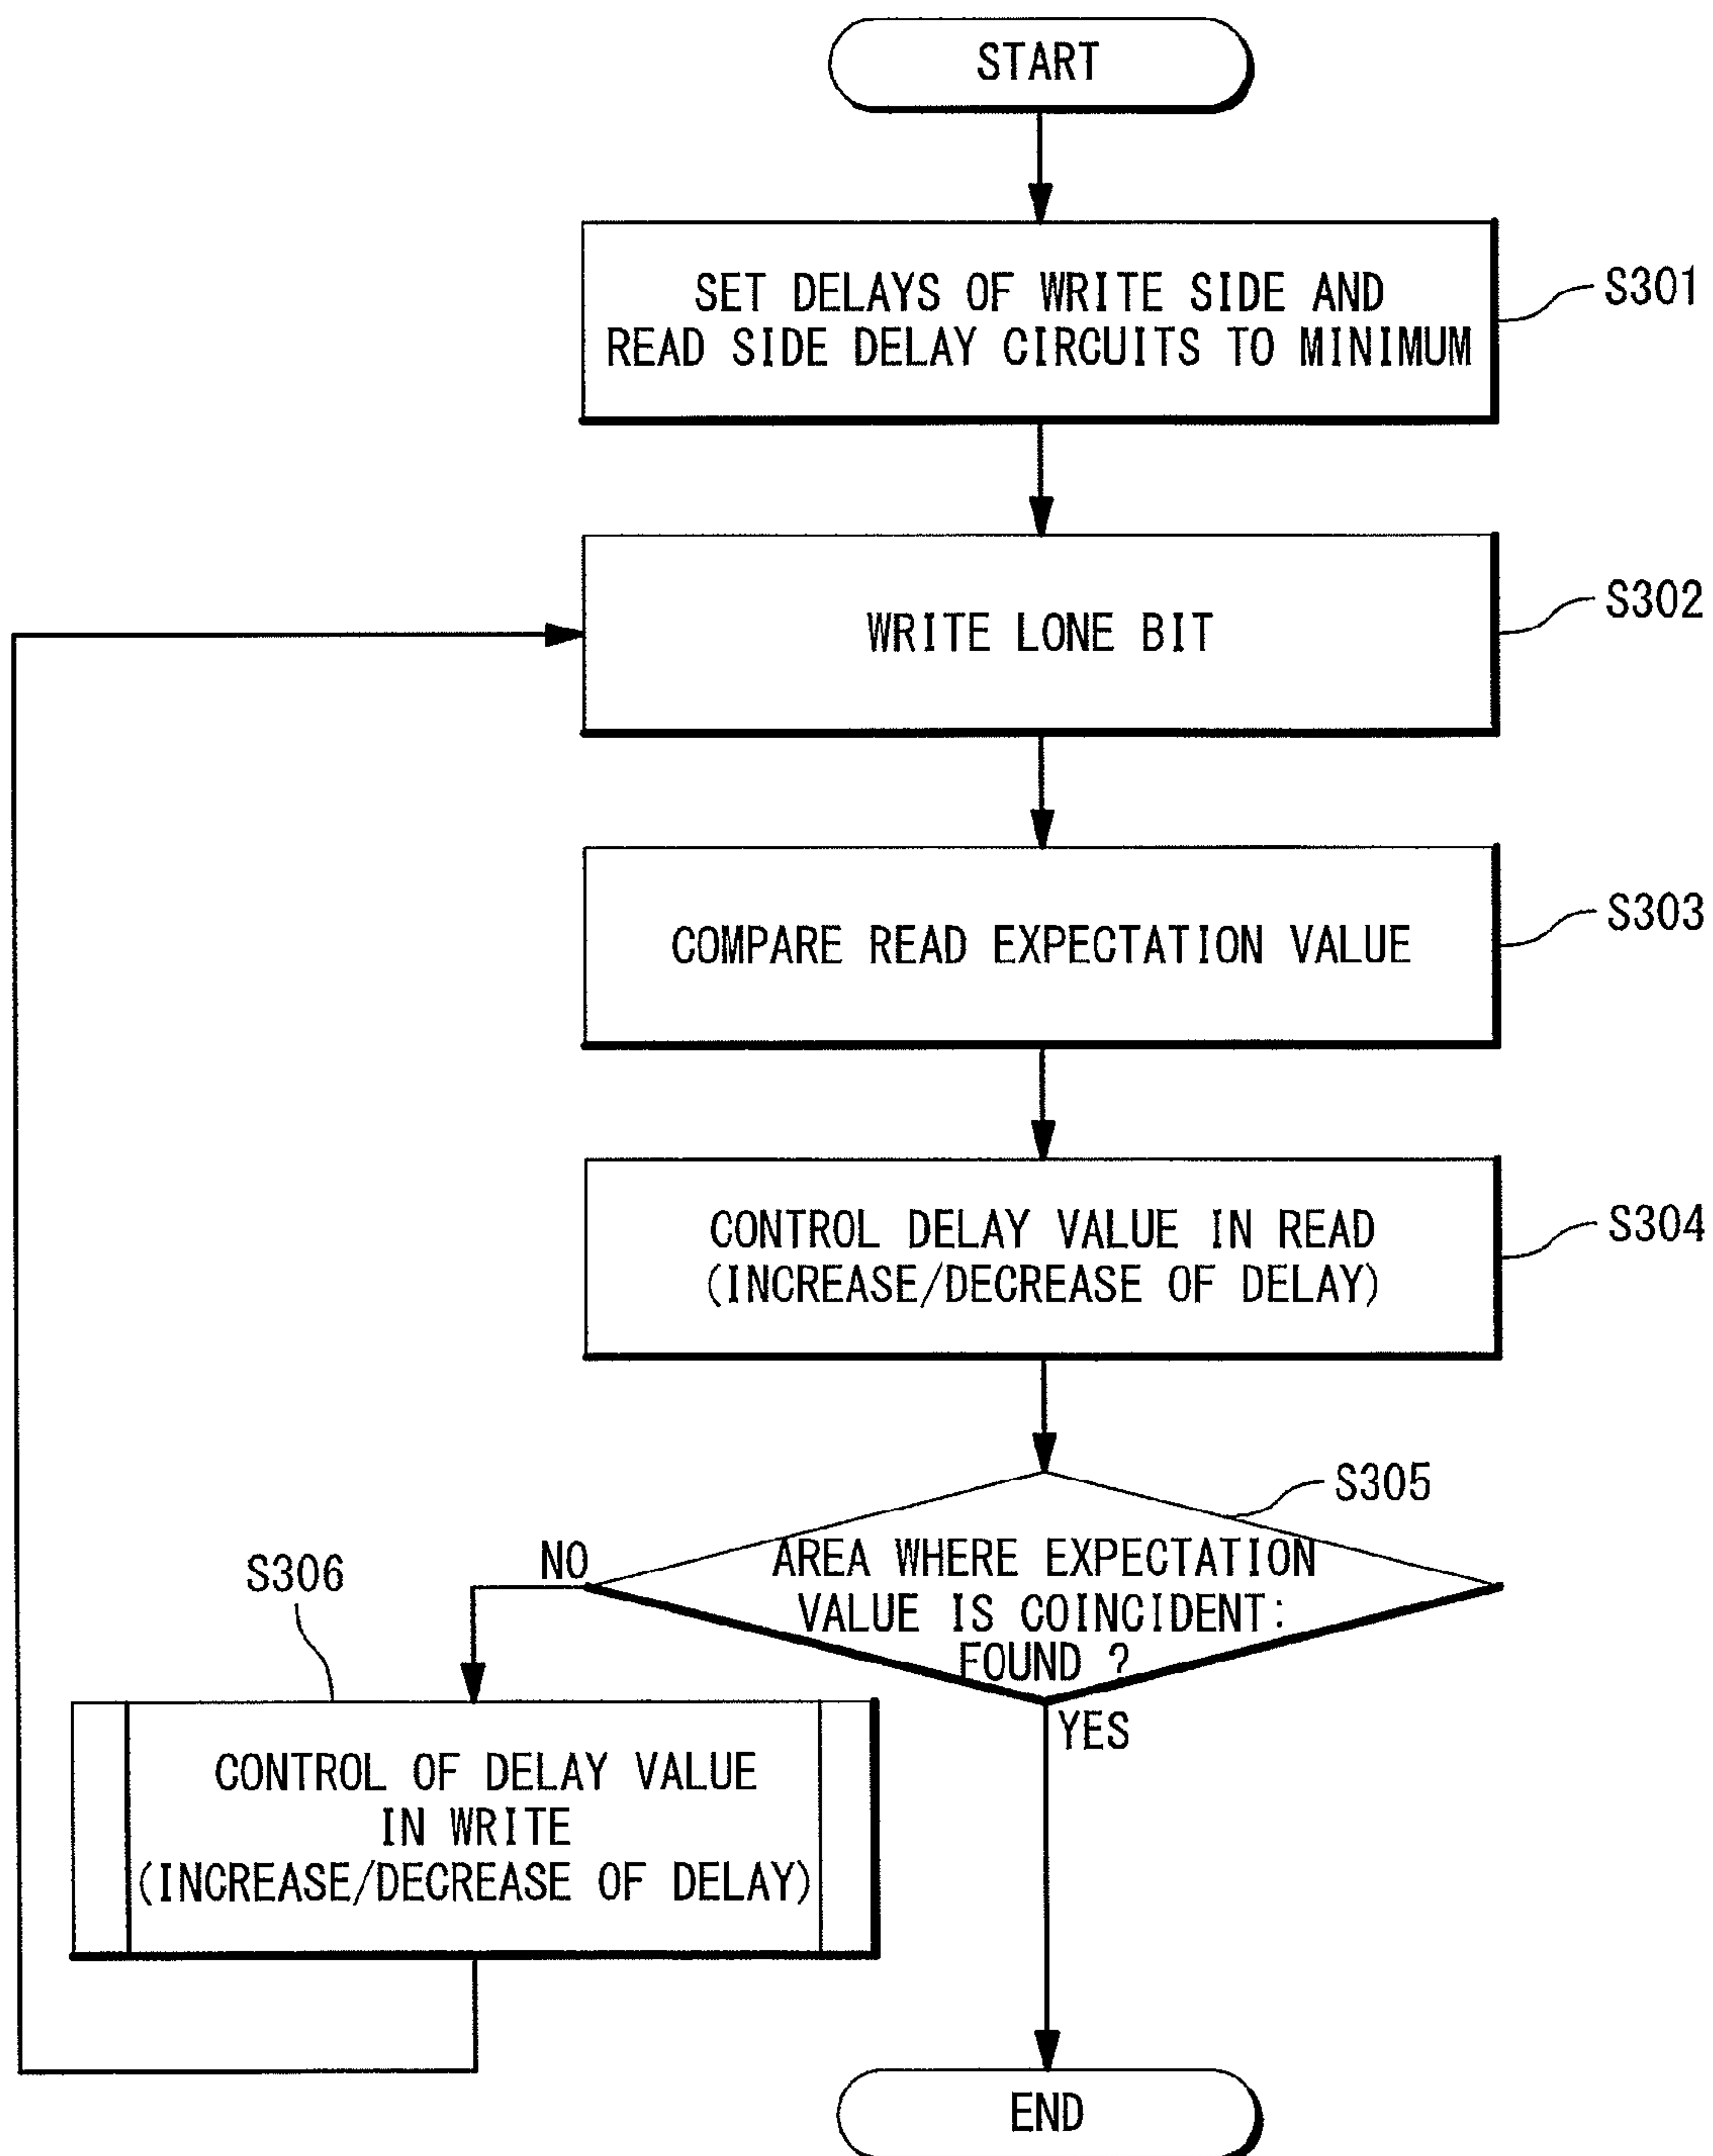 START
SET DELAYS OF WRITE SIDE AND
READ SIDE DELAY CIRCUITS TO MINIMUM
S301
WRITE LONE BIT
S302
COMPARE READ EXPECTATION VALUE
S303
CONTROL DELAY VALUE IN READ
(INCREASE/DECREASE OF DELAY)
S304
AREA WHERE EXPECTATION
VALUE IS COINCIDENT:
FOUND ?
S305
NO
YES
S306
CONTROL OF DELAY VALUE
IN WRITE
(INCREASE/DECREASE OF DELAY)
END